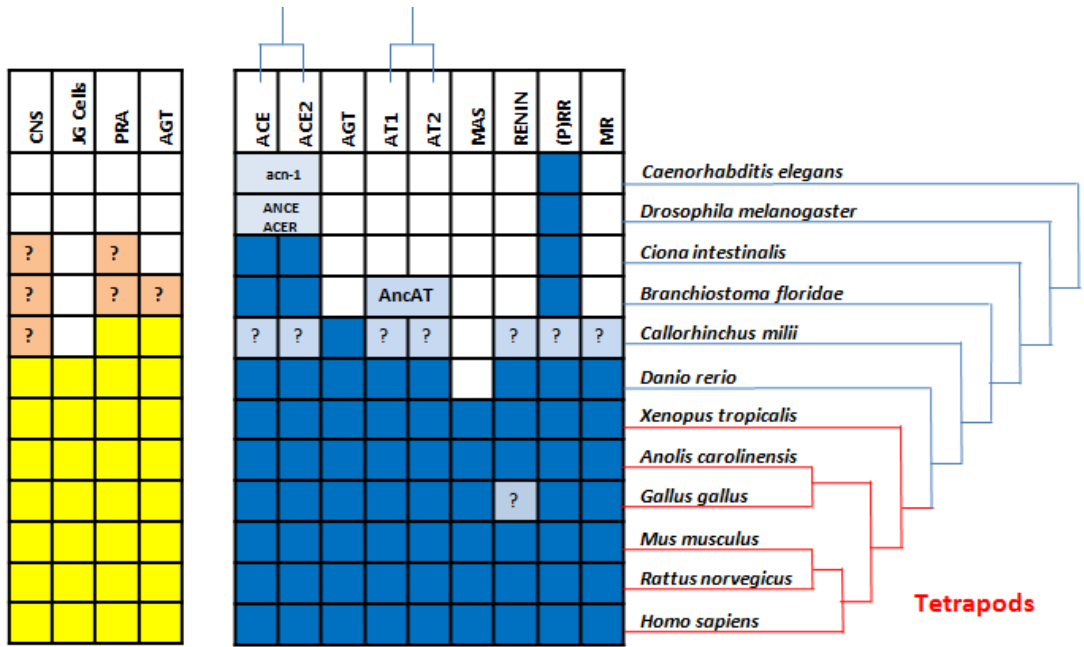 CNS JG Cells PRA AGT ACE ACE2 AGT AT1 AT2 MAS RENIN (P)RR MR
acn-1 Caenorhabditis elegans
ANCE
ACER
Drosophila melanogaster
? ? Ciona intestinalis
? ? ? AncAT Branchiostoma floridae
? ? ? ? ? ? ? ? Callorhinchus milii
Danio rerio
Xenopus tropicalis
Anolis carolinensis
? Gallus gallus
Mus musculus
Rattus norvegicus
Tetrapods
Homo sapiens